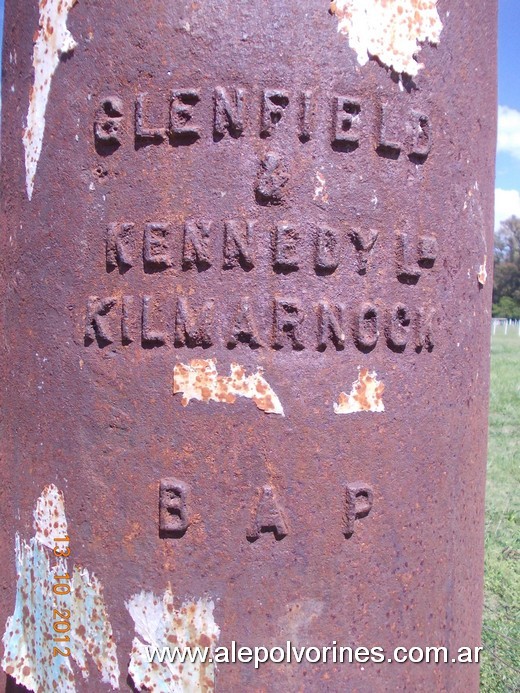 GLENFIELD
&
KENNEDY LD
KILMARNOCK
B A P
13.10.2012
www.alepolvorines.com.ar